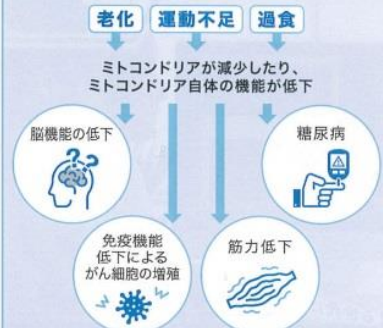 老化 運動不足 過食
ミトコンドリアが減少したり、
ミトコンドリア自体の機能が低下
脳機能の低下
糖尿病
免疫機能
低下による
がん細胞の増殖
筋力低下